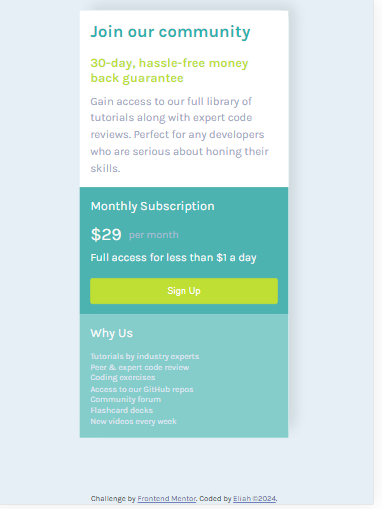 Join our community
30-day, hassle-free money
back guarantee
Gain access to our full library of
tutorials along with expert code
reviews. Perfect for any developers
who are serious about honing their
skills.
Monthly Subscription
$29 per month
Full access for less than $1 a day
Sign Up
Why Us
Tutorials by industry experts
Peer & expert code review
Coding exercises
Access to our GitHub repos
Community forum
Flashcard decks
New videos every week
Challenge by Frontend Mentor. Coded by Eliah ©2024.